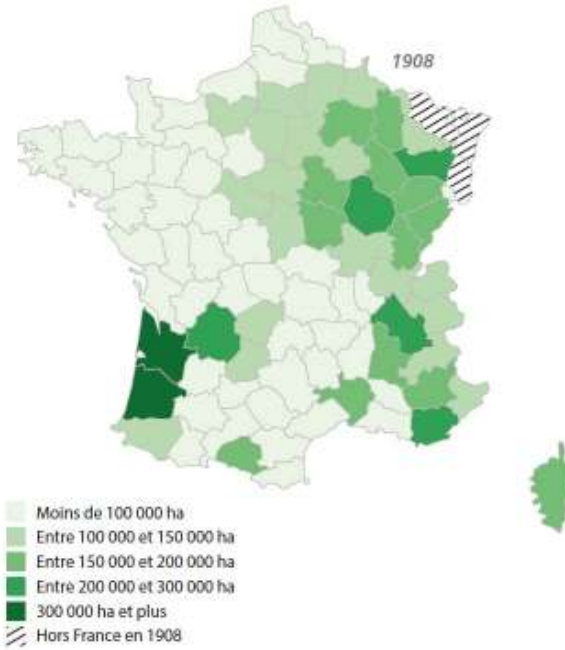 1908
Moins de 100 000 ha
Entre 100 000 et 150 000 ha
Entre 150 000 et 200 000 ha
Entre 200 000 et 300 000 ha
300 000 ha et plus
Hors France en 1908